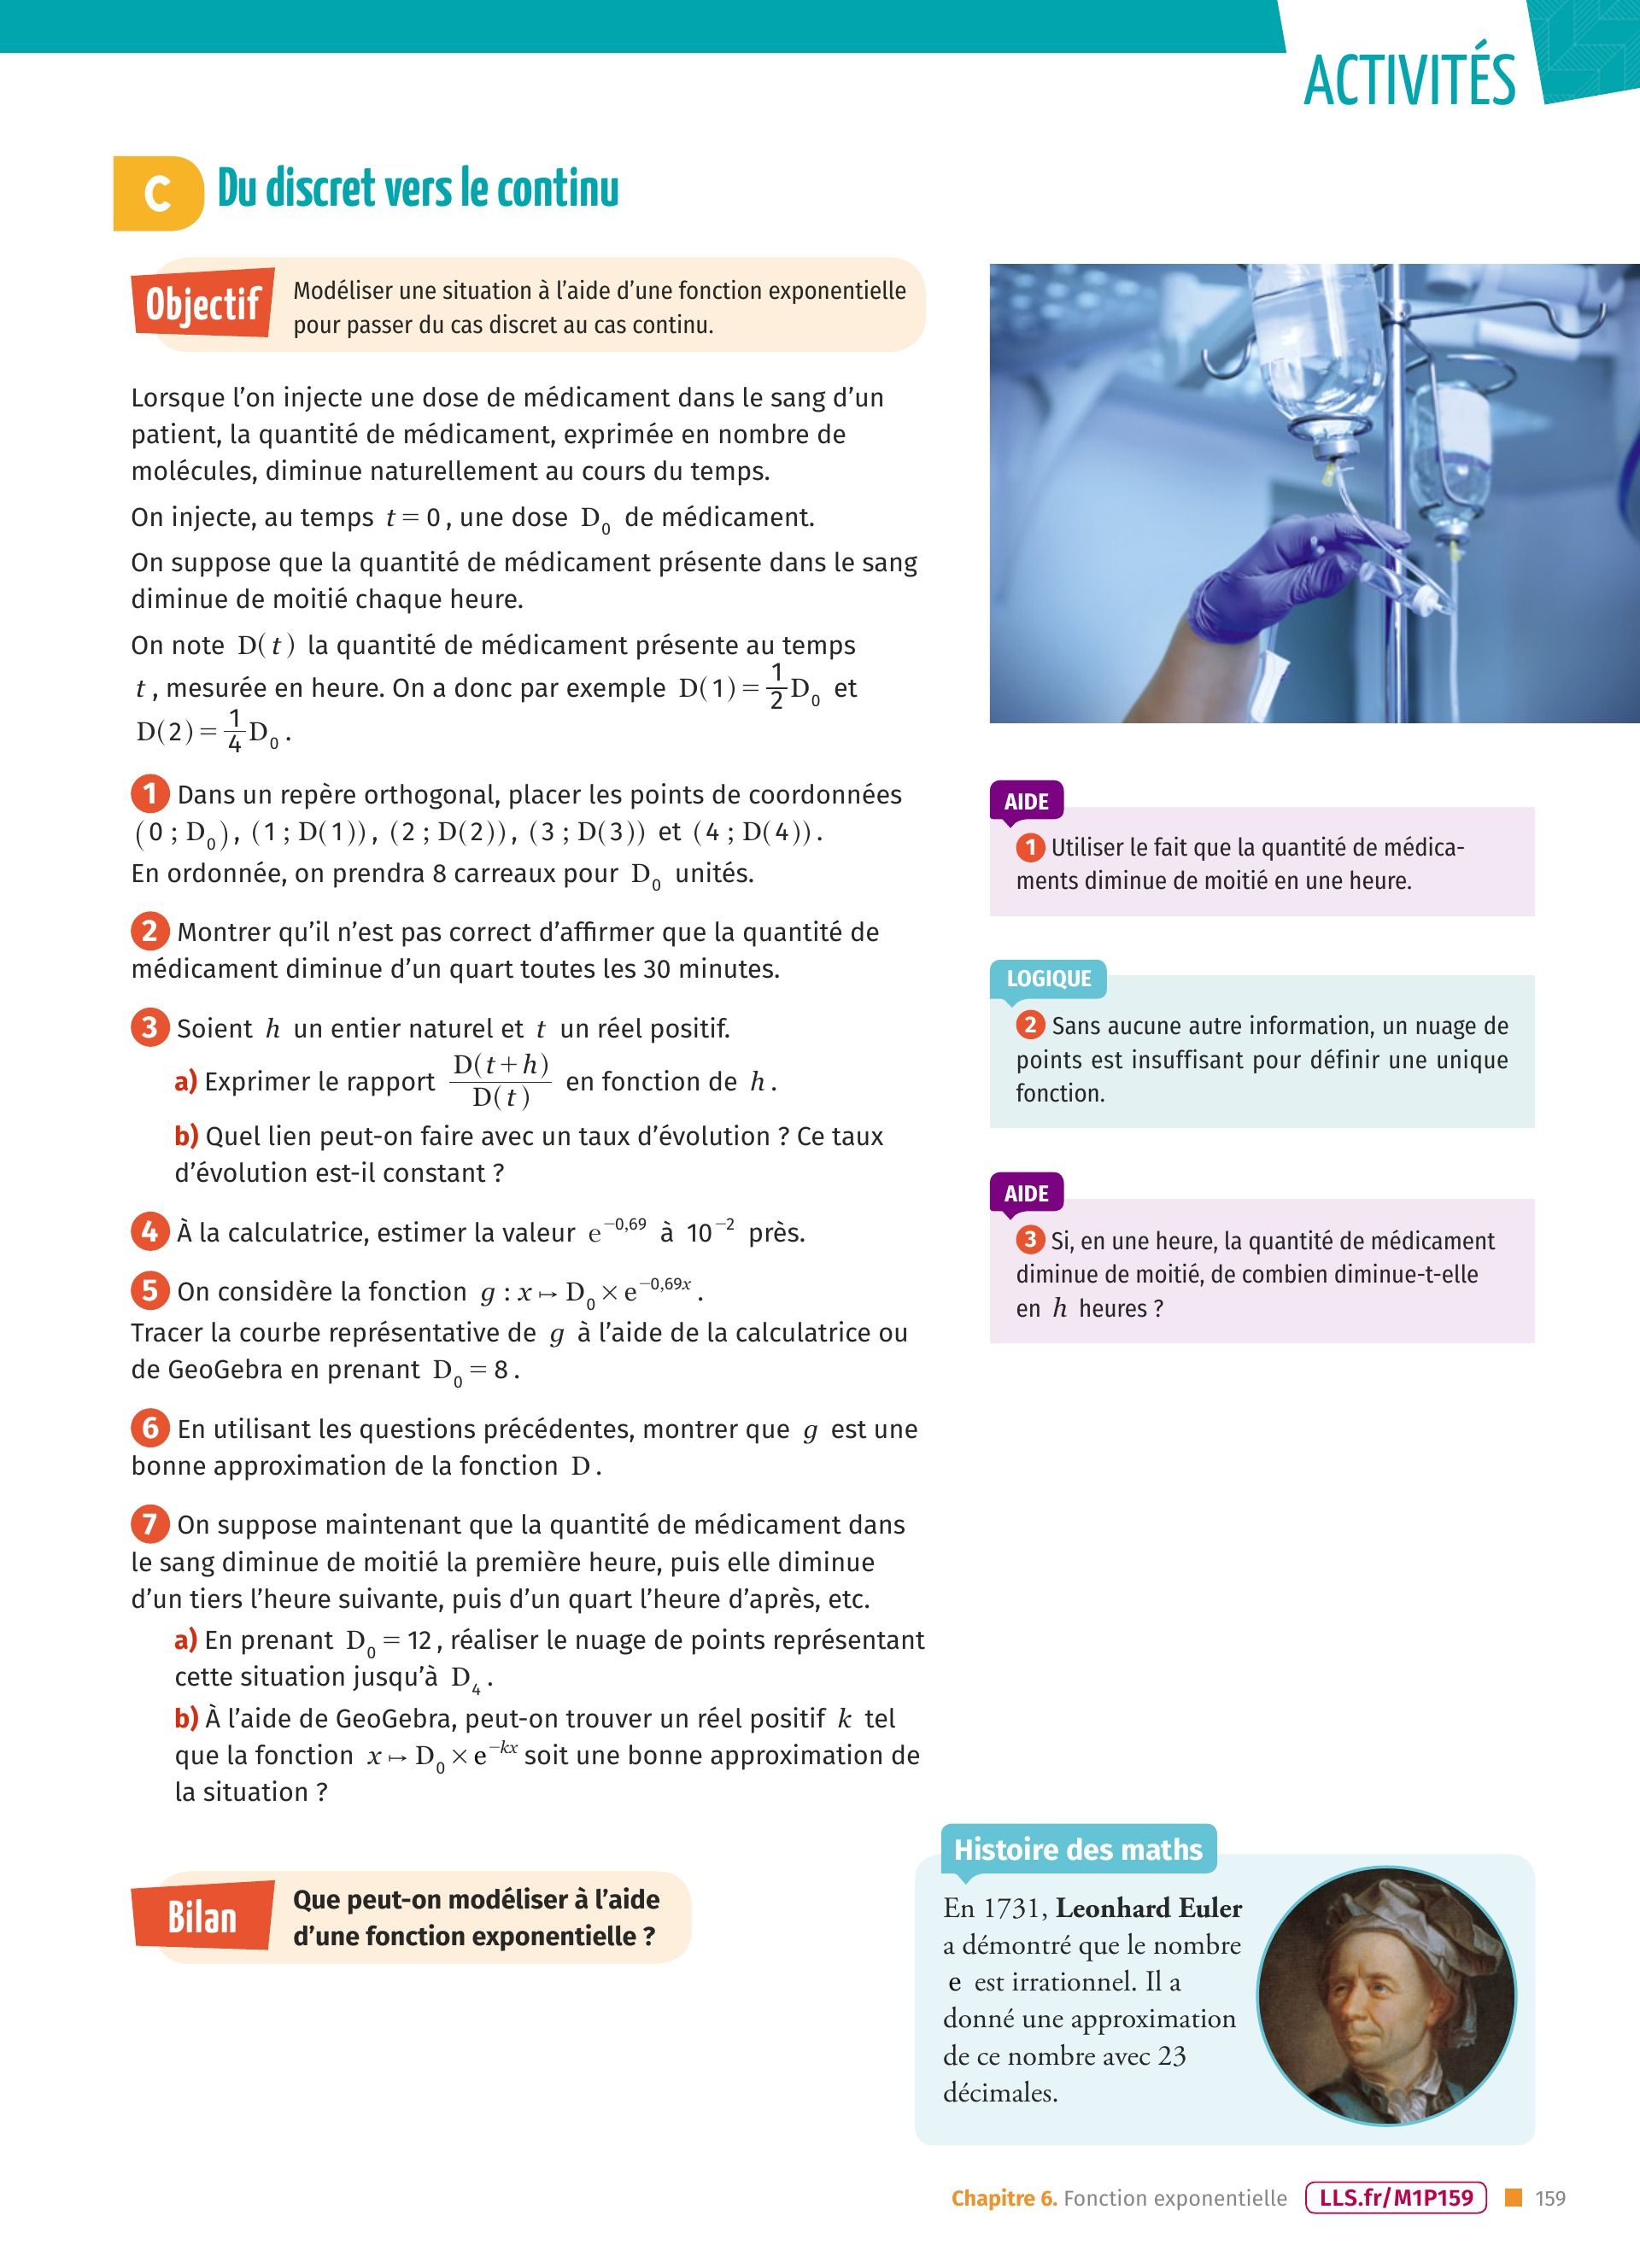 ACTIVITÉS
C Du discret vers le continu
Objectif
Modéliser une situation à l’aide d’une fonction exponentielle
pour passer du cas discret au cas continu.
Lorsque l’on injecte une dose de médicament dans le sang d’un
patient, la quantité de médicament, exprimée en nombre de
molécules, diminue naturellement au cours du temps.
On injecte, au temps t = 0, une dose D₀ de médicament.
On suppose que la quantité de médicament présente dans le sang
diminue de moitié chaque heure.
On note D(t) la quantité de médicament présente au temps
t, mesurée en heure. On a donc par exemple D(1) = 1/2 D₀ et
D(2) = 1/4 D₀.
1 Dans un repère orthogonal, placer les points de coordonnées
(0 ; D₀), (1 ; D(1)), (2 ; D(2)), (3 ; D(3)) et (4 ; D(4)).
En ordonnée, on prendra 8 carreaux pour D₀ unités.
2 Montrer qu’il n’est pas correct d’affirmer que la quantité de
médicament diminue d’un quart toutes les 30 minutes.
3 Soient h un entier naturel et t un réel positif.
a) Exprimer le rapport D(t+h)/D(t) en fonction de h.
b) Quel lien peut-on faire avec un taux d’évolution ? Ce taux
d’évolution est-il constant ?
4 À la calculatrice, estimer la valeur e^−0,69 à 10^−2 près.
5 On considère la fonction g : x ↦ D₀ × e^−0,69x.
Tracer la courbe représentative de g à l’aide de la calculatrice ou
de GeoGebra en prenant D₀ = 8.
6 En utilisant les questions précédentes, montrer que g est une
bonne approximation de la fonction D.
7 On suppose maintenant que la quantité de médicament dans
le sang diminue de moitié la première heure, puis elle diminue
d’un tiers l’heure suivante, puis d’un quart l’heure d’après, etc.
a) En prenant D₀ = 12, réaliser le nuage de points représentant
cette situation jusqu’à D₄.
b) À l’aide de GeoGebra, peut-on trouver un réel positif k tel
que la fonction x ↦ D₀ × e^−kx soit une bonne approximation de
la situation ?
Bilan
Que peut-on modéliser à l’aide
d’une fonction exponentielle ?
AIDE
1 Utiliser le fait que la quantité de médica-
ments diminue de moitié en une heure.
LOGIQUE
2 Sans aucune autre information, un nuage de
points est insuffisant pour définir une unique
fonction.
AIDE
3 Si, en une heure, la quantité de médicament
diminue de moitié, de combien diminue-t-elle
en h heures ?
Histoire des maths
En 1731, Leonhard Euler
a démontré que le nombre
e est irrationnel. Il a
donné une approximation
de ce nombre avec 23
décimales.
Chapitre 6. Fonction exponentielle LLS.fr/M1P159 159